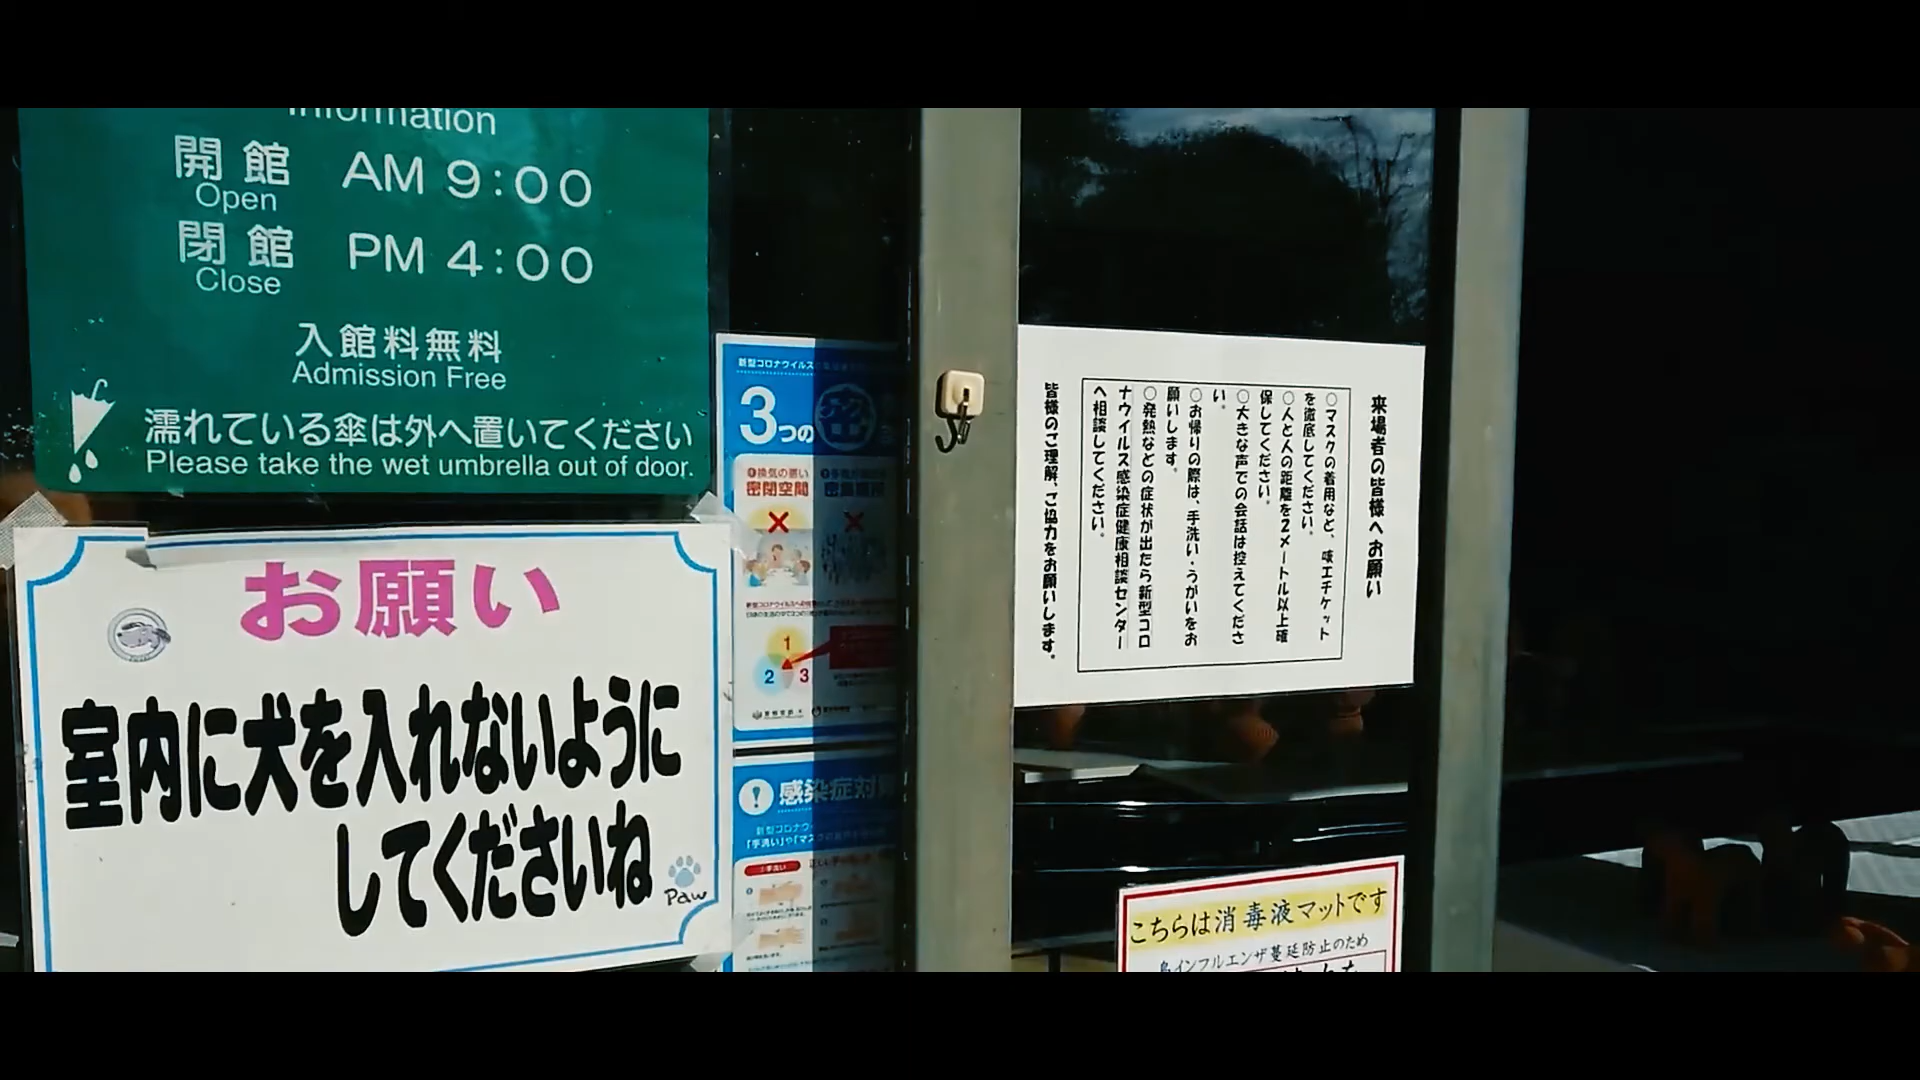 Information
開館 AM 9:00
Open
閉館 PM 4:00
Close
入館料無料
Admission Free
濡れている傘は外へ置いてください
Please take the wet umbrella out of door.
お願い
室内に犬を入れないように
してくださいね
Paw
新型コロナウイルス
3つの
換気の悪い
密閉空間
密集場所
1
2
3
感染症対
新型コロナウ
「手洗い」や「マス
手洗い
来場者の皆様へお願い
○マスクの着用など、咳エチケット
を徹底してください。
○人と人の距離を2メートル以上確
保してください。
○大きな声での会話は控えてくださ
い。
○お帰りの際は、手洗い・うがいをお
願いします。
○発熱などの症状が出たら新型コロ
ナウイルス感染症健康相談センター
へ相談してください。
皆様のご理解、ご協力をお願いします。
こちらは消毒液マットです
鳥インフルエンザ蔓延防止のため